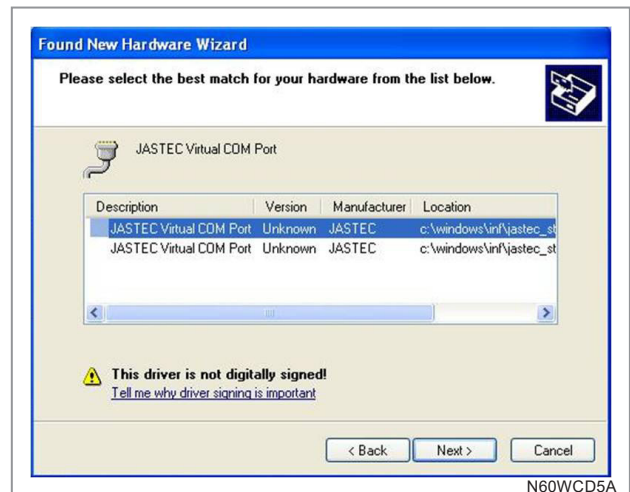 Found New Hardware Wizard
Please select the best match for your hardware from the list below.
JASTEC Virtual COM Port
Description Version Manufacturer Location
JASTEC Virtual COM Port Unknown JASTEC c:\windows\inf\jastec_st
JASTEC Virtual COM Port Unknown JASTEC c:\windows\inf\jastec_st
This driver is not digitally signed!
Tell me why driver signing is important
< Back Next > Cancel
N60WCD5A